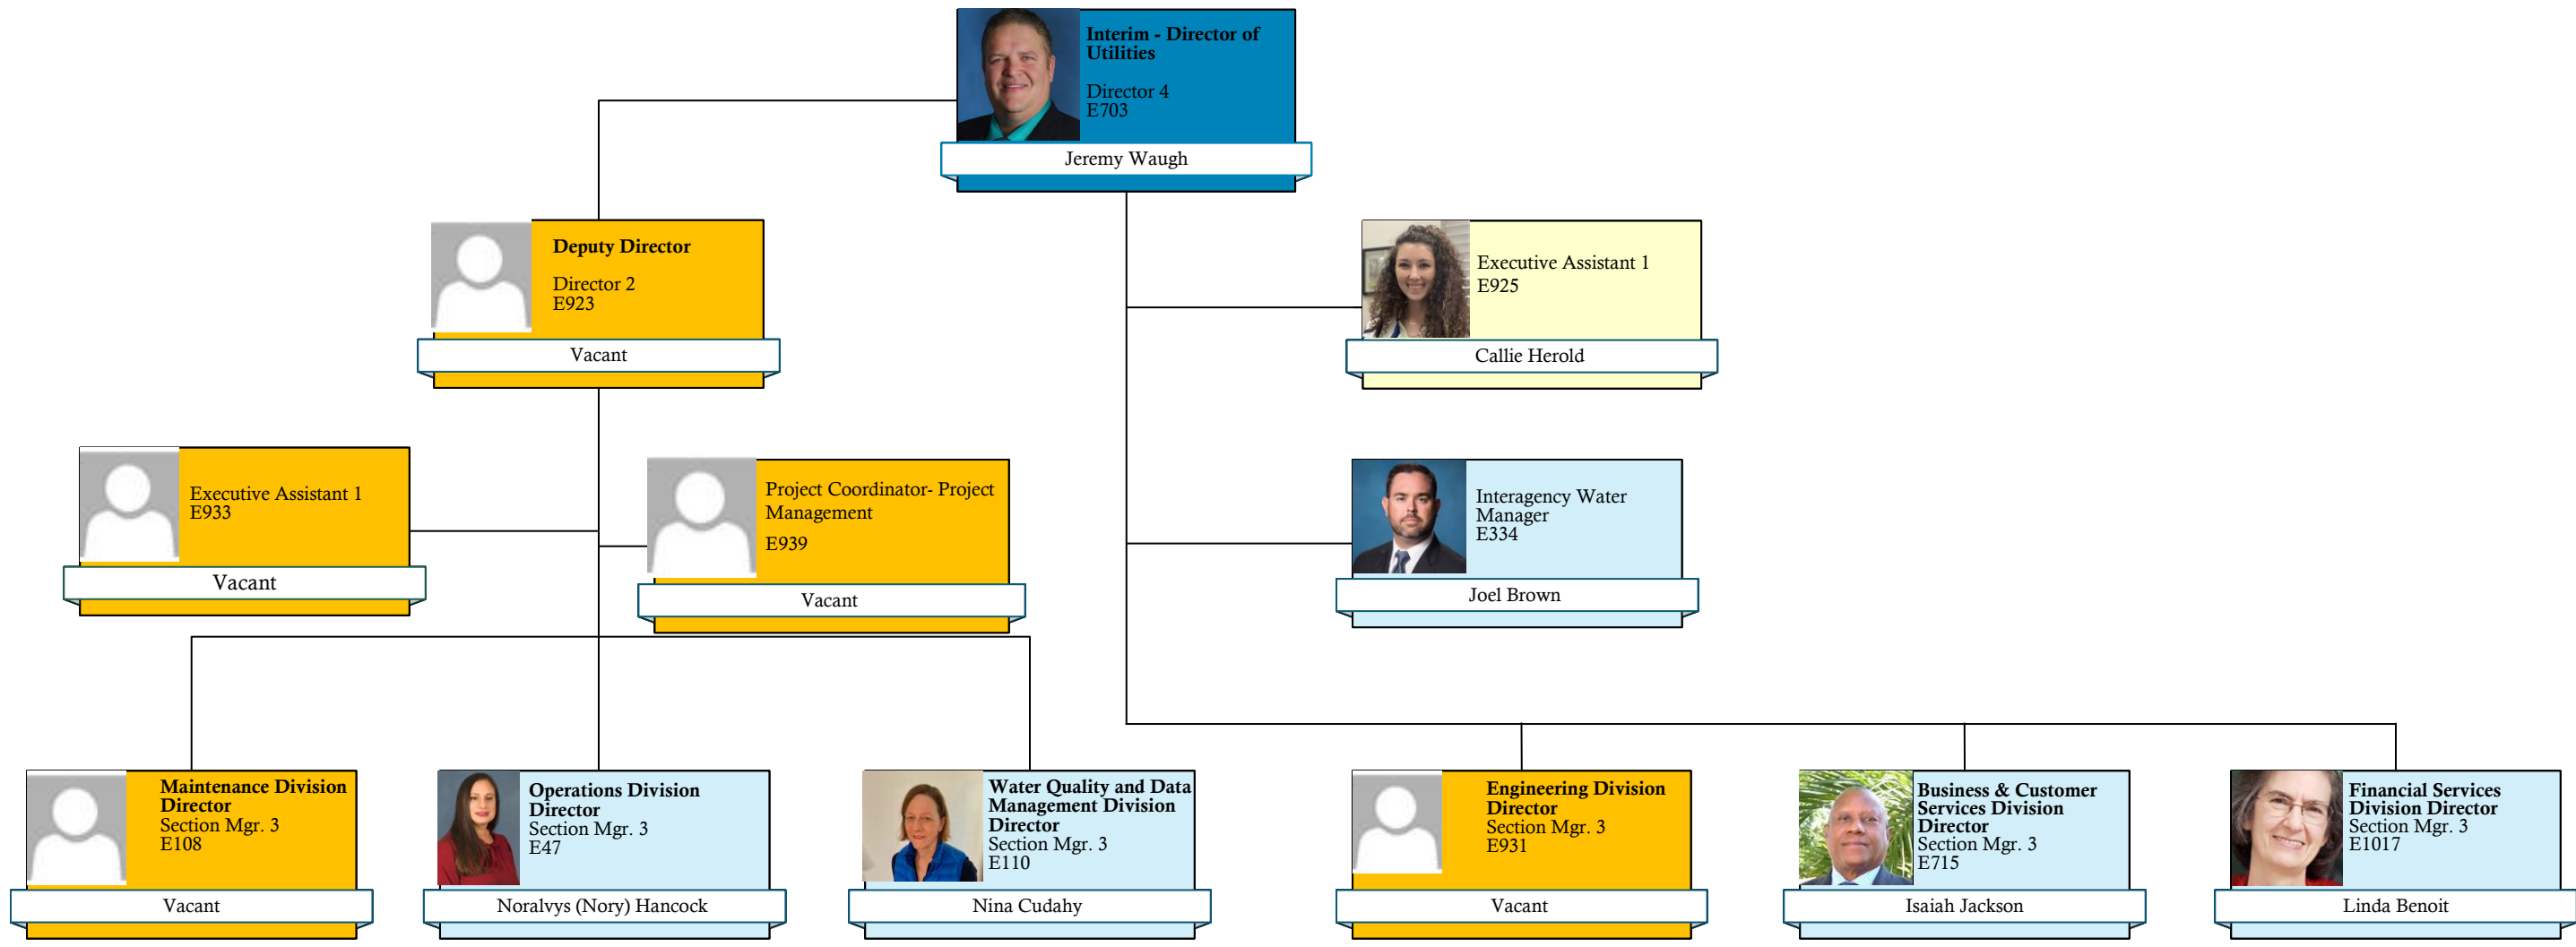 Interim - Director of
Utilities
Director 4
E703
Jeremy Waugh
Deputy Director
Director 2
E923
Vacant
Executive Assistant 1
E925
Callie Herold
Executive Assistant 1
E933
Vacant
Project Coordinator- Project
Management
E939
Vacant
Interagency Water
Manager
E334
Joel Brown
Maintenance Division
Director
Section Mgr. 3
E108
Vacant
Operations Division
Director
Section Mgr. 3
E47
Noralvys (Nory) Hancock
Water Quality and Data
Management Division
Director
Section Mgr. 3
E110
Nina Cudahy
Engineering Division
Director
Section Mgr. 3
E931
Vacant
Business & Customer
Services Division
Director
Section Mgr. 3
E715
Isaiah Jackson
Financial Services
Division Director
Section Mgr. 3
E1017
Linda Benoit